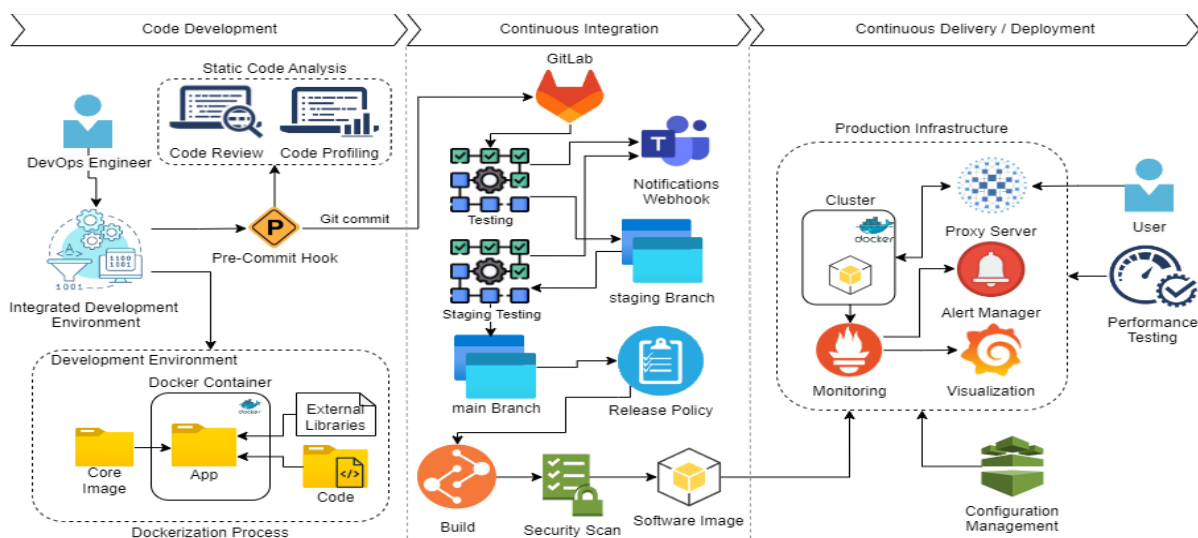 Code Development
Continuous Integration
Continuous Delivery / Deployment
Static Code Analysis
Code Review
Code Profiling
DevOps Engineer
Git commit
P
Pre-Commit Hook
<A>
1100
1001
1001
Integrated Development
Environment
Development Environment
Docker Container
docker
External
Libraries
Core
Image
App
</>
Code
Dockerization Process
GitLab
T
Notifications
Webhook
Testing
staging Branch
Staging Testing
main Branch
Release Policy
Build
Security Scan
Software Image
Production Infrastructure
Cluster
docker
Proxy Server
User
Alert Manager
Performance
Testing
Monitoring
Visualization
Configuration
Management